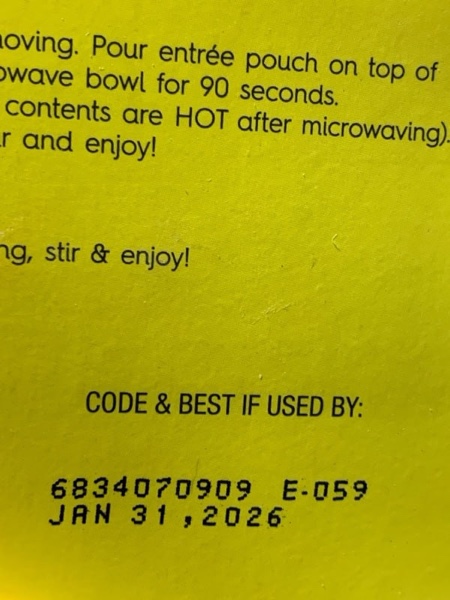 noving. Pour entrée pouch on top of
owave bowl for 90 seconds.
contents are HOT after microwaving).
r and enjoy!
ng, stir & enjoy!
CODE & BEST IF USED BY:
6834070909 E-059
JAN 31,2026